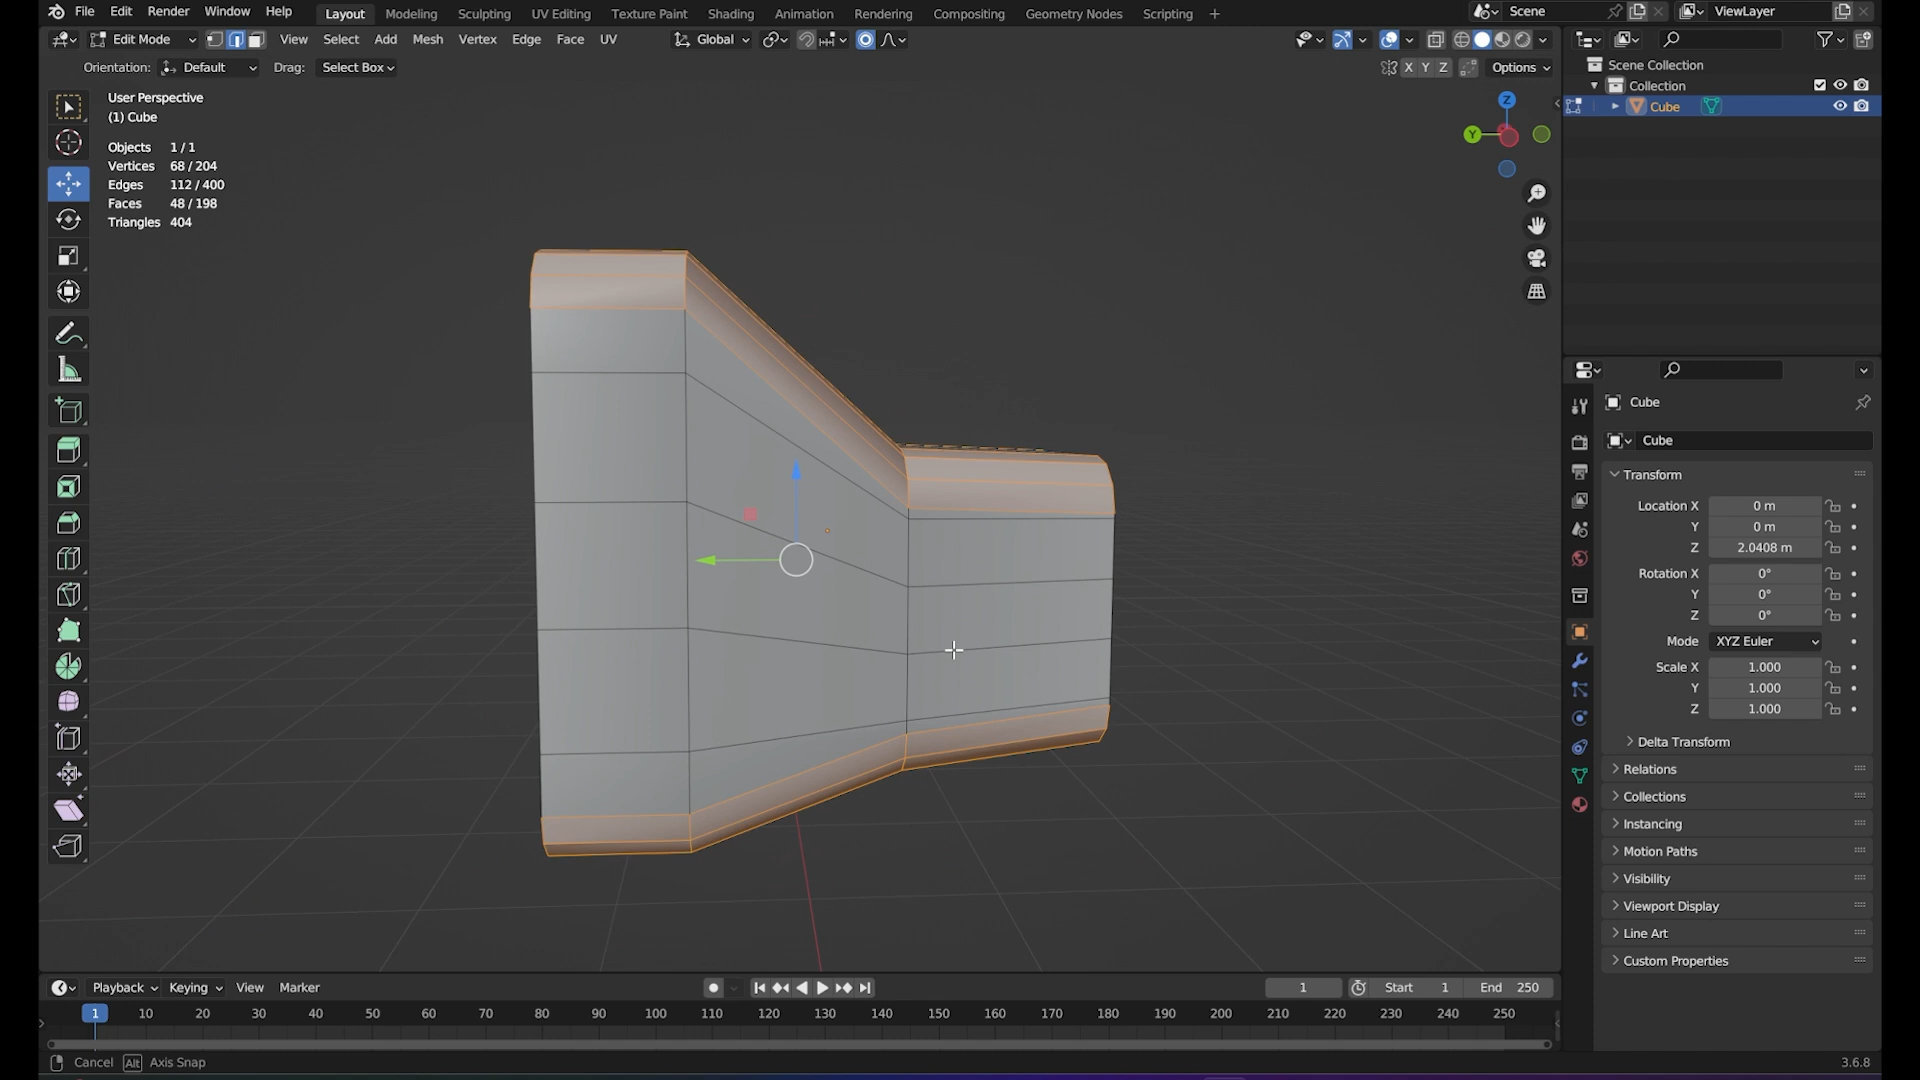 File Edit Render Window Help Layout Modeling Sculpting UV Editing Texture Paint Shading Animation Rendering Compositing Geometry Nodes Scripting + Scene ViewLayer
Edit Mode View Select Add Mesh Vertex Edge Face UV Global
Orientation: Default Drag: Select Box X Y Z Options
User Perspective
(1) Cube
Objects 1/1
Vertices 68/204
Edges 112/400
Faces 48/198
Triangles 404
Z
Y
Scene Collection
Collection
Cube
Cube
Cube
Transform
Location X 0 m
Y 0 m
Z 2.0408 m
Rotation X 0°
Y 0°
Z 0°
Mode XYZ Euler
Scale X 1.000
Y 1.000
Z 1.000
Delta Transform
Relations
Collections
Instancing
Motion Paths
Visibility
Viewport Display
Line Art
Custom Properties
Playback Keying View Marker 1 Start 1 End 250
1 10 20 30 40 50 60 70 80 90 100 110 120 130 140 150 160 170 180 190 200 210 220 230 240 250
Cancel Alt Axis Snap 3.6.8